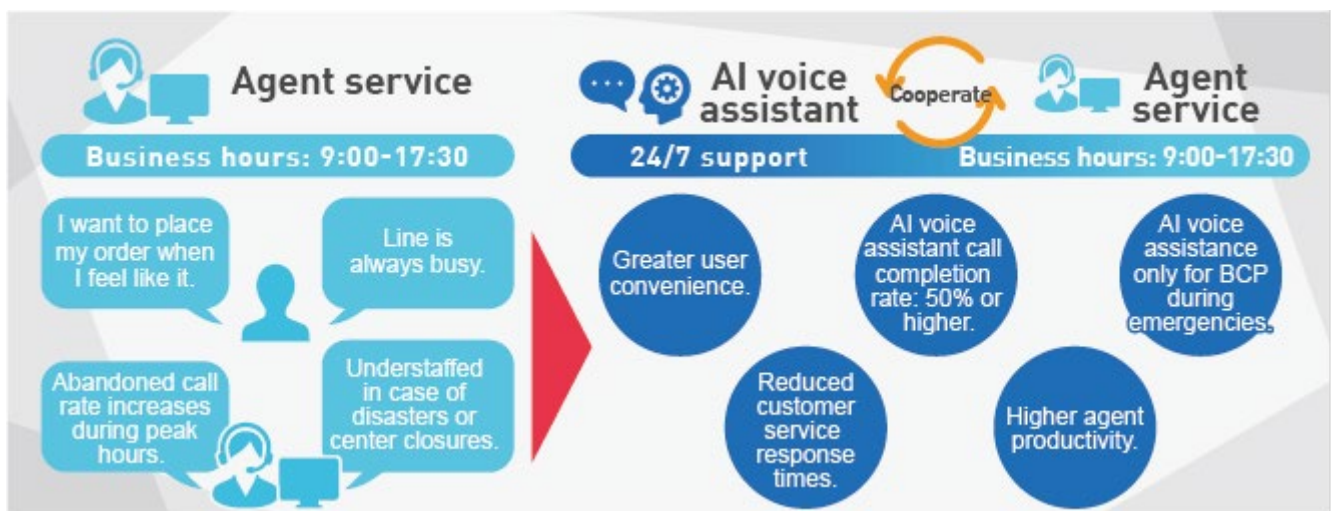 Agent service
Business hours: 9:00-17:30
I want to place
my order when
I feel like it.
Line is
always busy.
Abandoned call
rate increases
during peak
hours.
Understaffed
in case of
disasters or
center closures.
AI voice
assistant
Cooperate
Agent
service
24/7 support
Business hours: 9:00-17:30
Greater user
convenience.
AI voice
assistant call
completion
rate: 50% or
higher.
AI voice
assistance
only for BCP
during
emergencies.
Reduced
customer
service
response
times.
Higher agent
productivity.